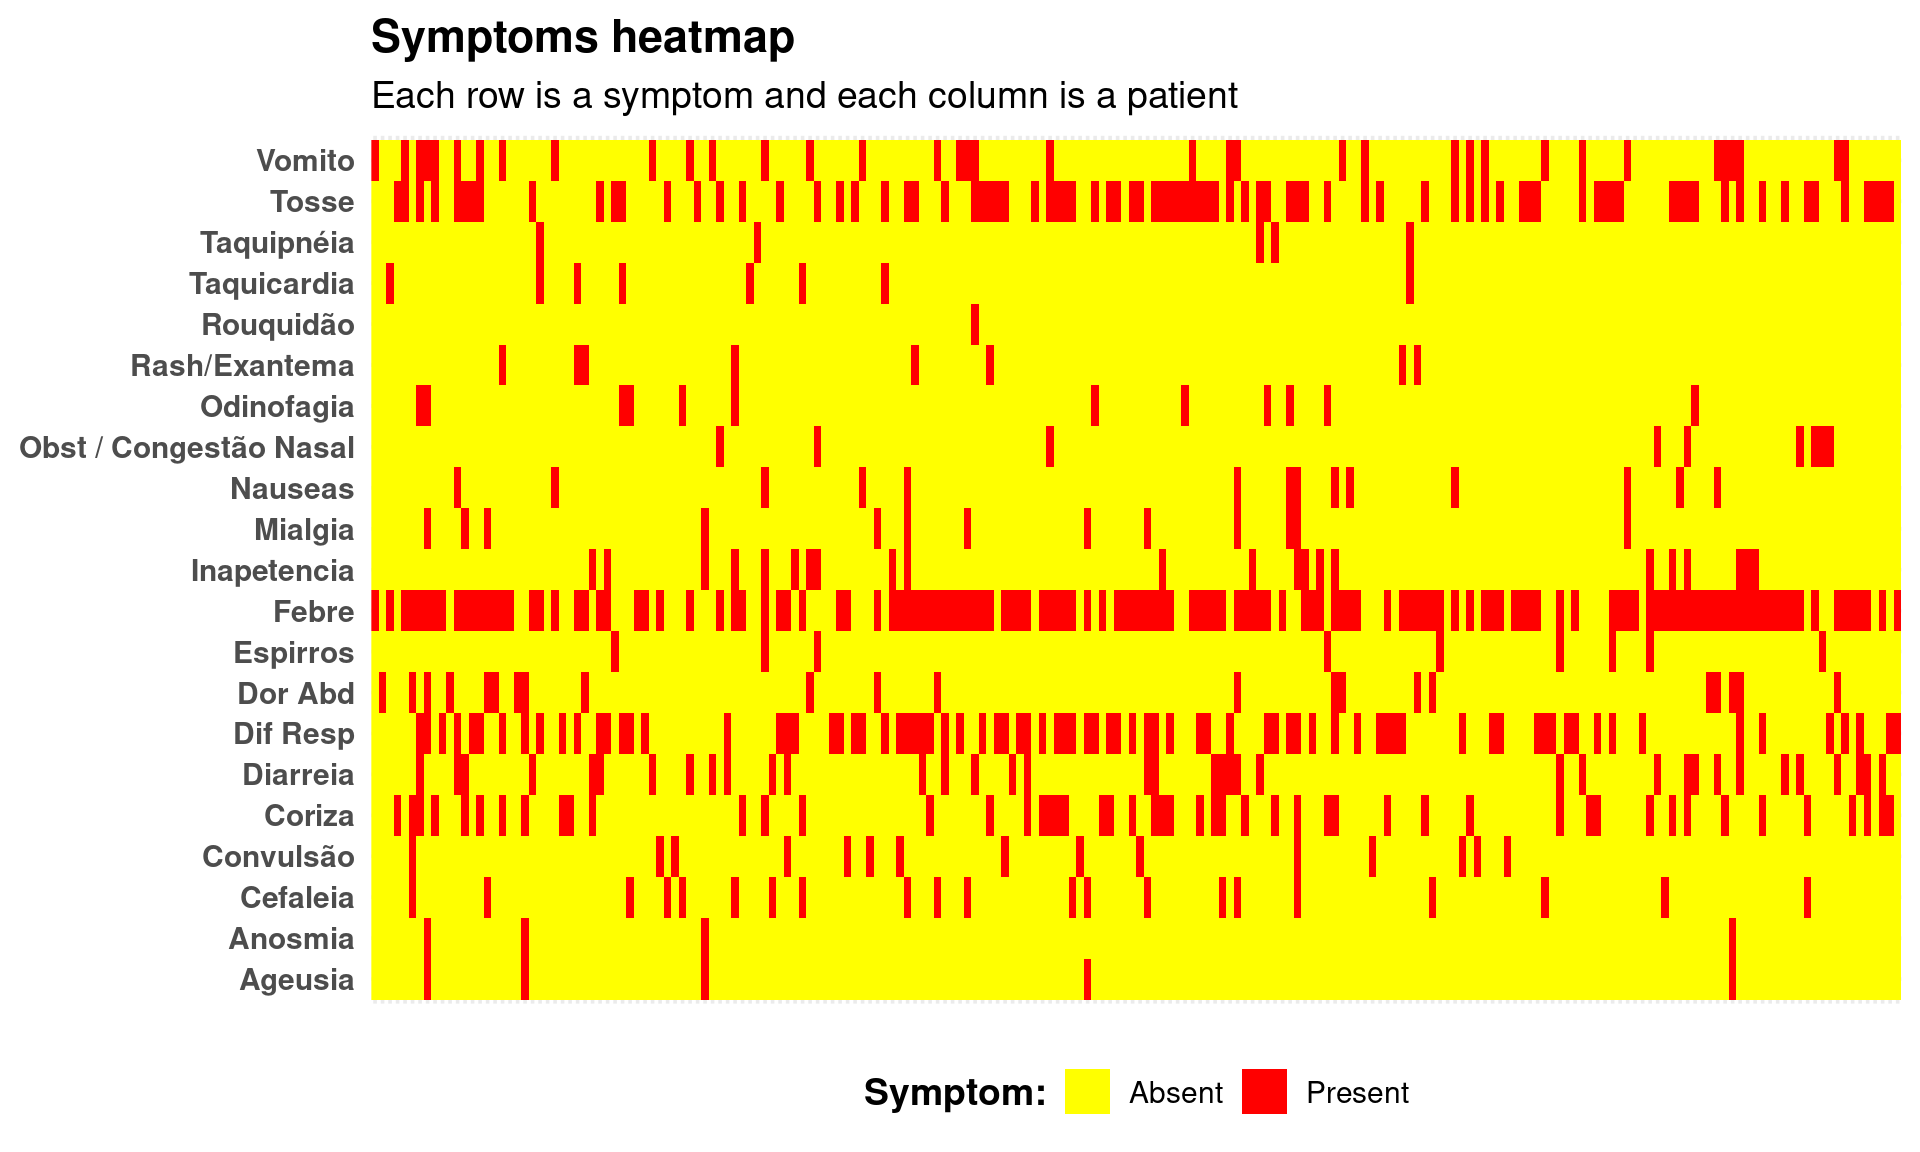 Symptoms heatmap
Each row is a symptom and each column is a patient
Vomito
Tosse
Taquipnéia
Taquicardia
Rouquidão
Rash/Exantema
Odinofagia
Obst / Congestão Nasal
Nauseas
Mialgia
Inapetencia
Febre
Espirros
Dor Abd
Dif Resp
Diarreia
Coriza
Convulsão
Cefaleia
Anosmia
Ageusia
Symptom: Absent Present